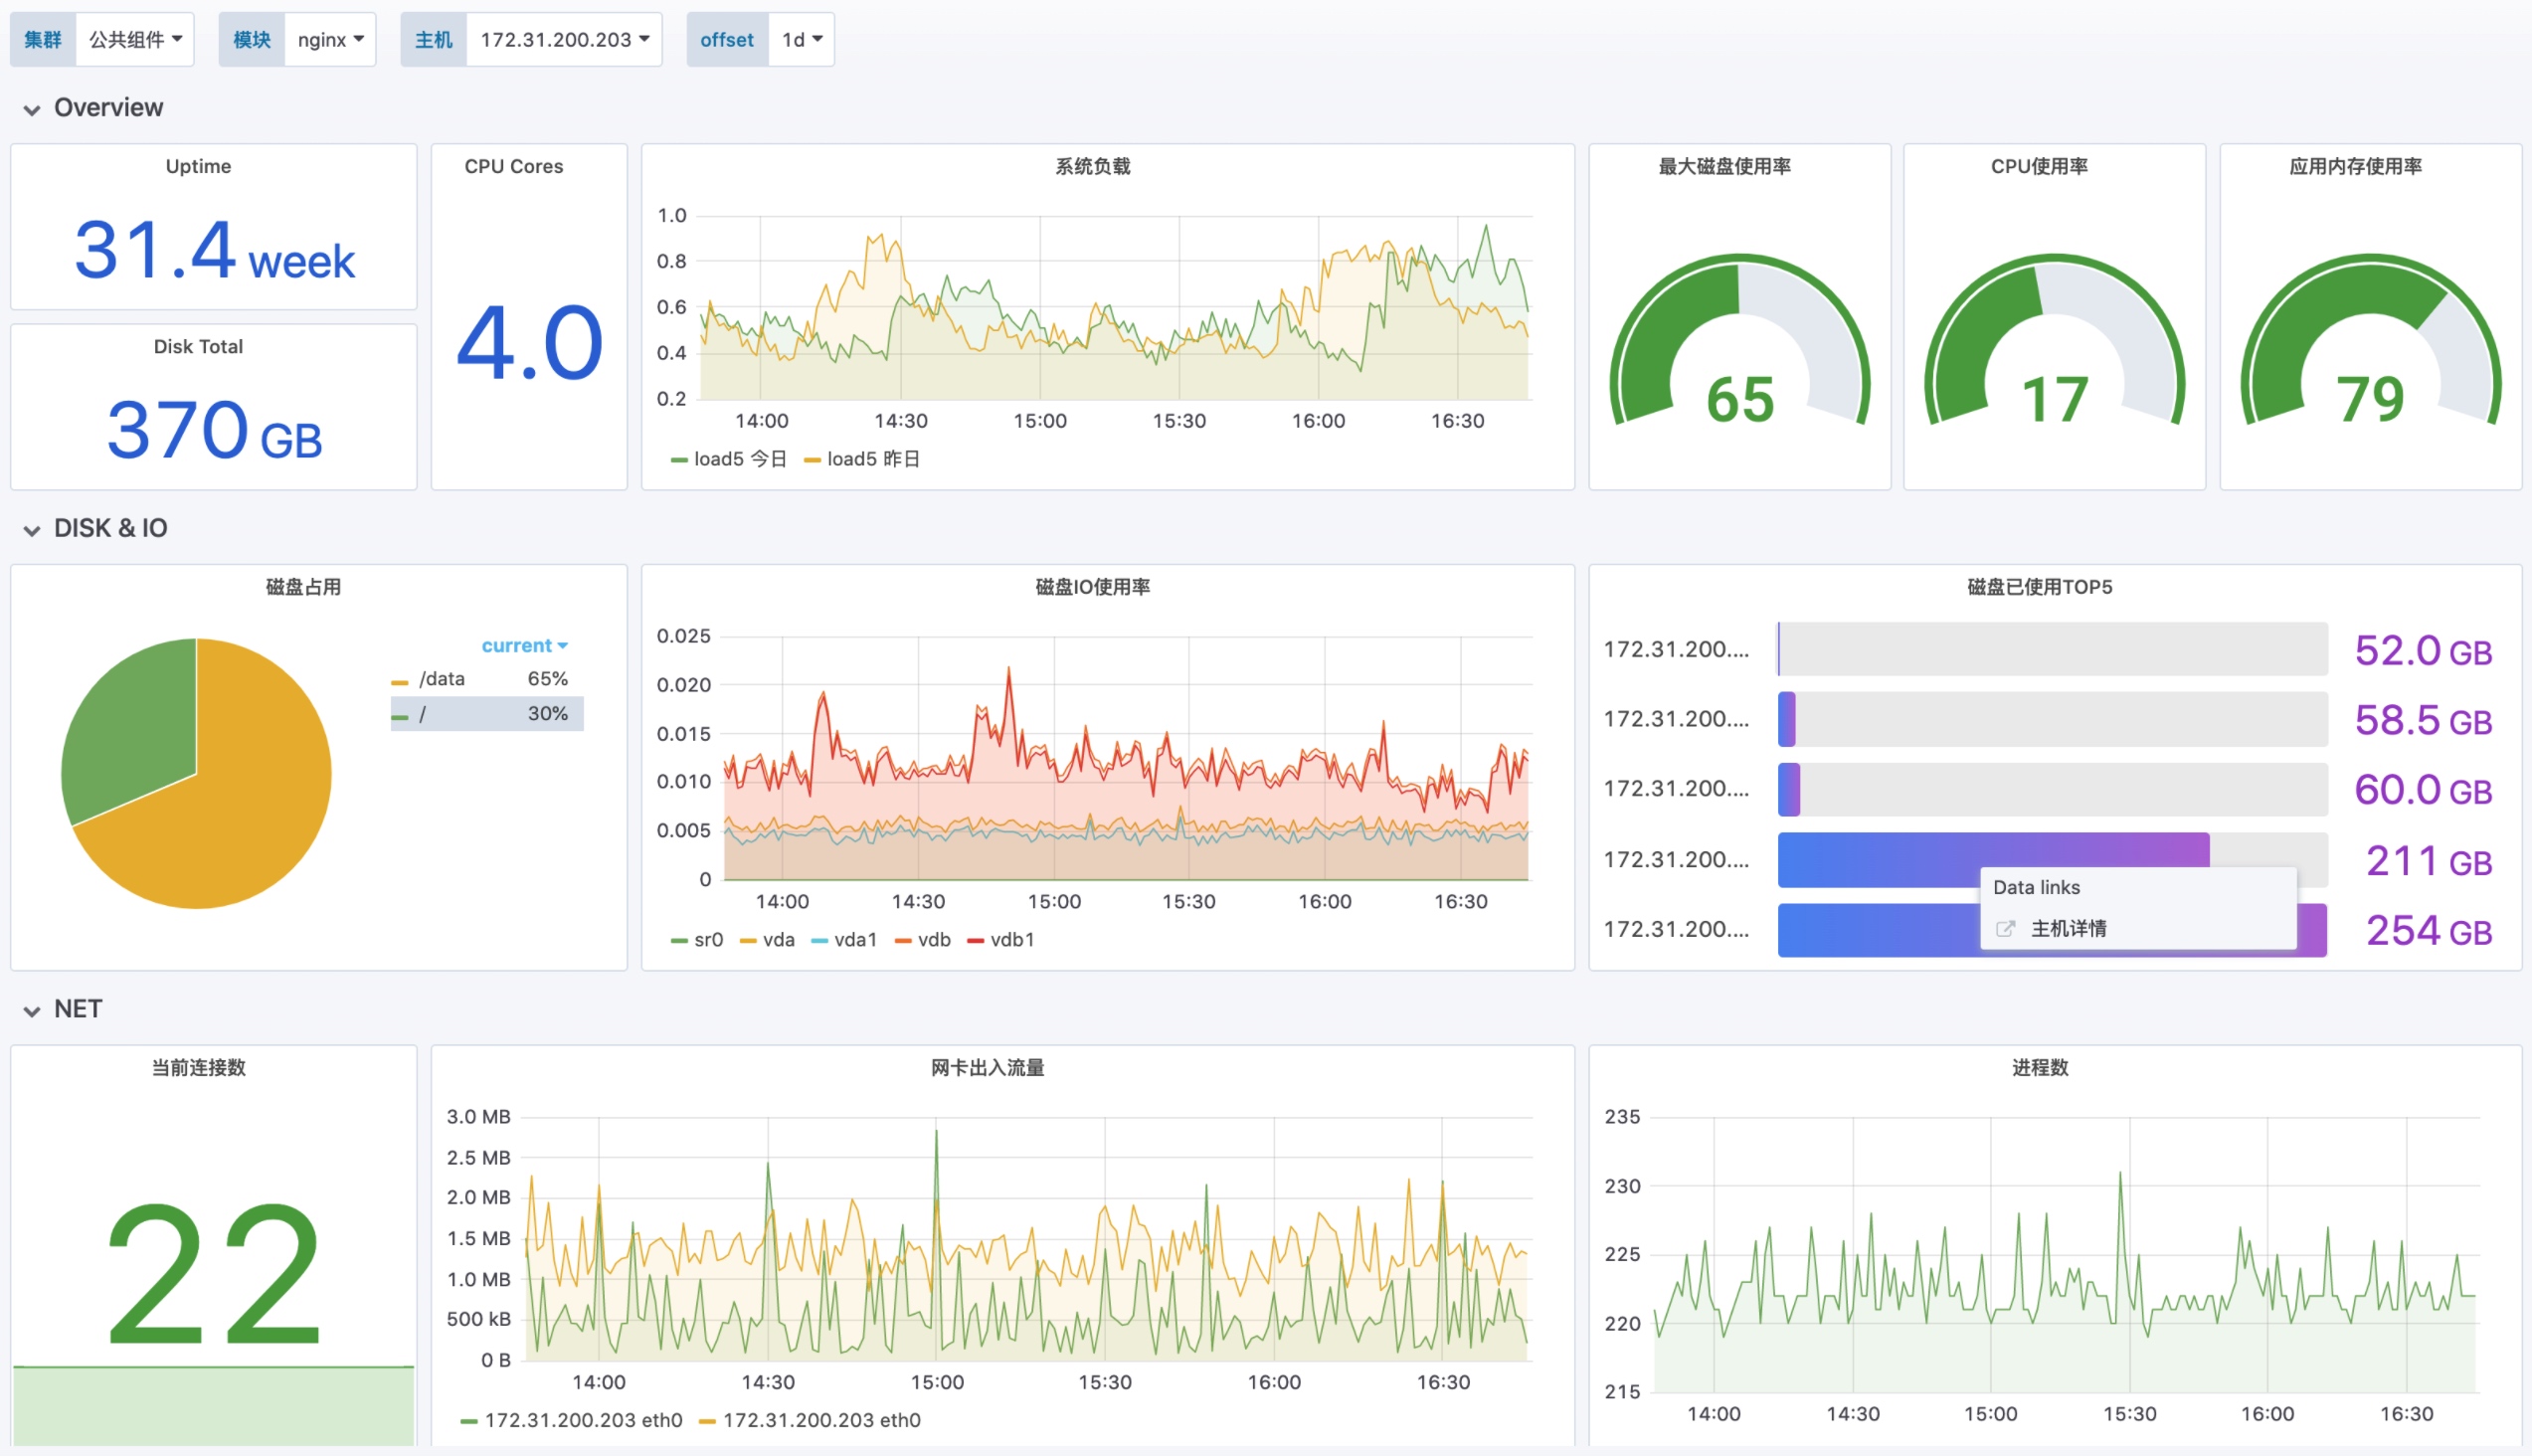 集群 公共组件 模块 nginx 主机 172.31.200.203 offset 1d
Overview
Uptime
31.4 week
Disk Total
370 GB
CPU Cores
4.0
系统负载
1.0
0.8
0.6
0.4
0.2
14:00 14:30 15:00 15:30 16:00 16:30
load5 今日 load5 昨日
最大磁盘使用率
65
CPU使用率
17
应用内存使用率
79
DISK & IO
磁盘占用
current
/data 65%
/ 30%
磁盘IO使用率
0.025
0.020
0.015
0.010
0.005
0
14:00 14:30 15:00 15:30 16:00 16:30
sr0 vda vda1 vdb vdb1
磁盘已使用TOP5
172.31.200.... 52.0 GB
172.31.200.... 58.5 GB
172.31.200.... 60.0 GB
172.31.200.... 211 GB
Data links
主机详情
172.31.200.... 254 GB
NET
当前连接数
22
网卡出入流量
3.0 MB
2.5 MB
2.0 MB
1.5 MB
1.0 MB
500 kB
0 B
14:00 14:30 15:00 15:30 16:00 16:30
172.31.200.203 eth0 172.31.200.203 eth0
进程数
235
230
225
220
215
14:00 14:30 15:00 15:30 16:00 16:30